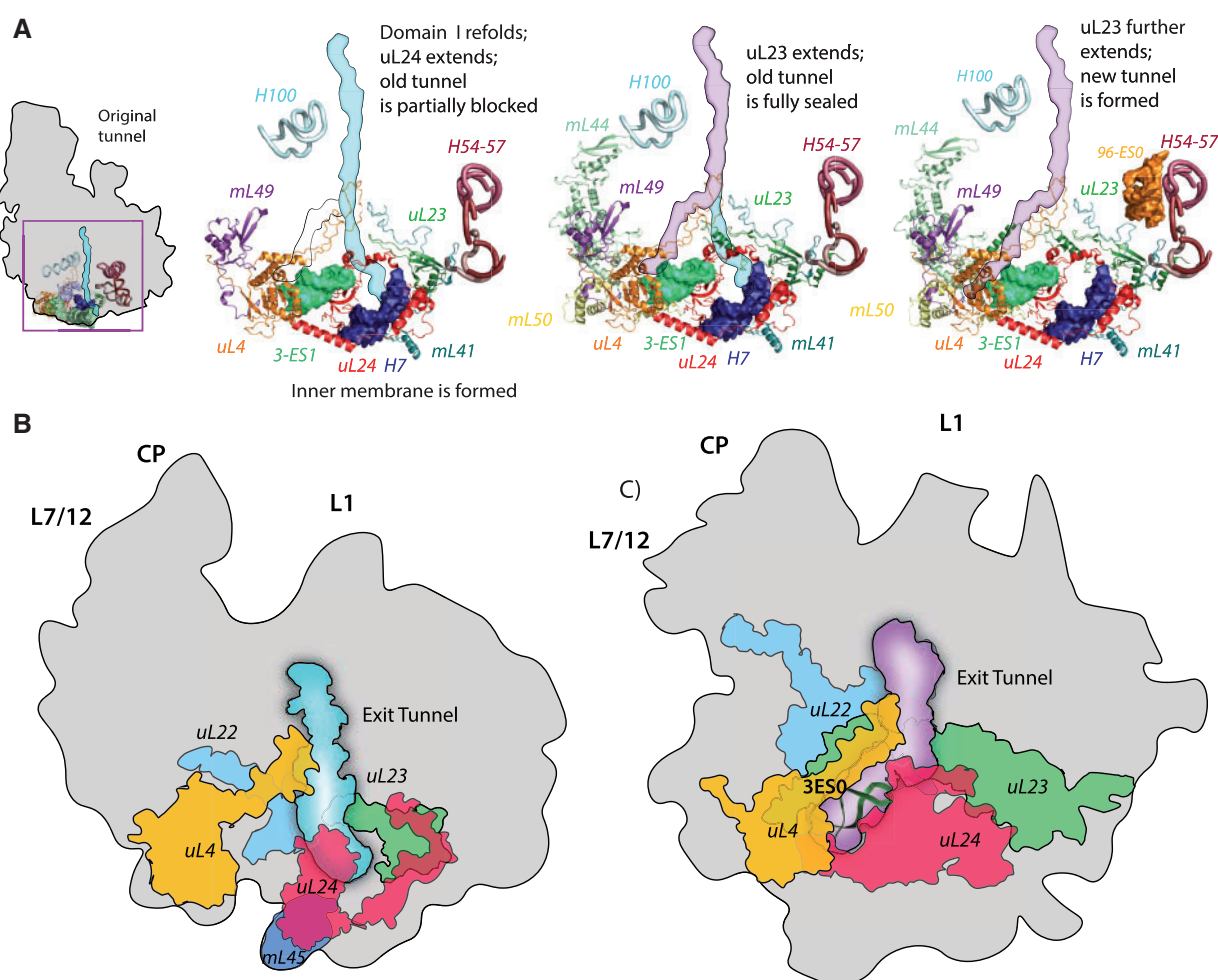 A
Original
tunnel
Domain I refolds;
uL24 extends;
old tunnel
is partially blocked
H100
mL49
H54-57
uL23
uL4
3-ES1
uL24
H7
mL41
Inner membrane is formed
uL23 extends;
old tunnel
is fully sealed
H100
mL44
mL49
H54-57
uL23
mL50
uL4
3-ES1
uL24
H7
mL41
uL23 further
extends;
new tunnel
is formed
H100
mL44
96-ES0
H54-57
mL49
uL23
mL50
uL4
3-ES1
uL24
H7
mL41
B
CP
L7/12
L1
Exit Tunnel
uL22
uL23
uL4
uL24
mL45
C)
CP
L1
L7/12
Exit Tunnel
uL22
3ES0
uL23
uL4
uL24